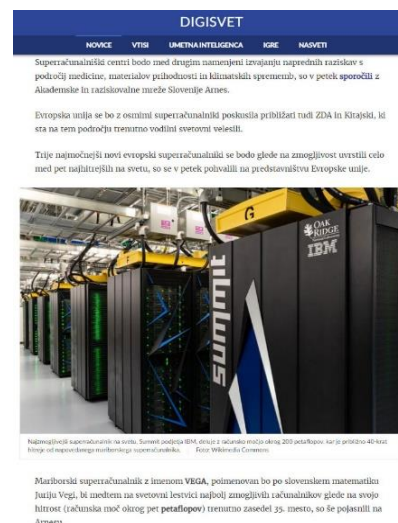 DIGISVET
NOVICE VTISI UMETNA INTELIGENCA IGRE NASVETI
Superračunalniški centri bodo med drugim namenjeni izvajanju naprednih raziskav s
področij medicine, materialov prihodnosti in klimatskih sprememb, so v petek sporočili z
Akademske in raziskovalne mreže Slovenije Arnes.
Evropska unija se bo z osmimi superračunalniki poskusila približati tudi ZDA in Kitajski, ki
sta na tem področju trenutno vodilni svetovni velesili.
Trije najmočnejši novi evropski superračunalniki se bodo glede na zmogljivost uvrstili celo
med pet najhitrejših na svetu, so se v petek pohvalili na predstavništvu Evropske unije.
G
F
OAK
RIDGE
IBM
summit
Najzmogljivejši superračunalnik na svetu, Summit podjetja IBM, deluje z računsko močjo okrog 200 petaflopov, kar je približno 40-krat
hitreje od napovedanega mariborskega superračunalnika. Foto: Wikimedia Commons
Mariborski superračunalnik z imenom VEGA, poimenovan bo po slovenskem matematiku
Juriju Vegi, bi medtem na svetovni lestvici najbolj zmogljivih računalnikov glede na svojo
hitrost (računska moč okrog pet petaflopov) trenutno zasedel 35. mesto, so še pojasnili na
Arnesu.